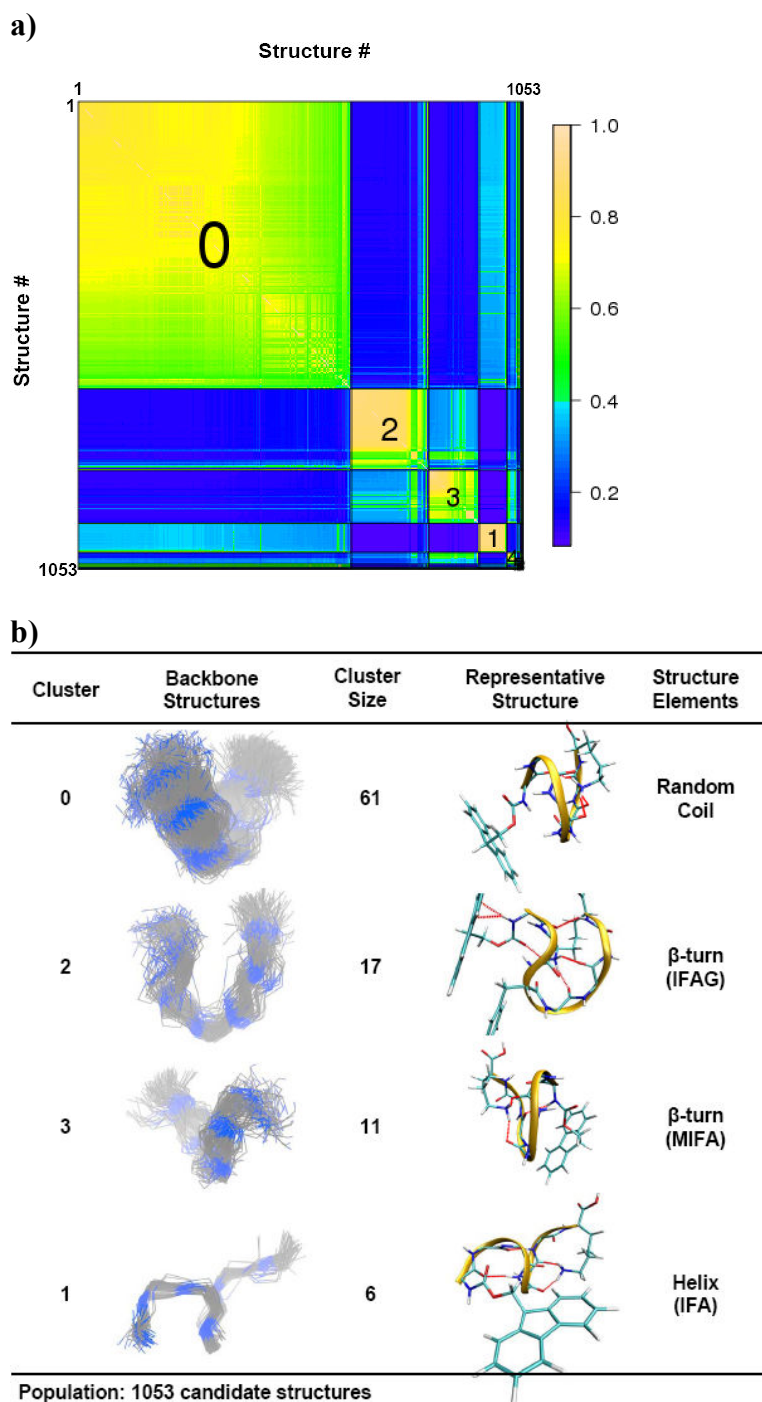 a)
Structure #
1 1053
1
1.0
0.8
0.6
0.4
0.2
0
2
3
1
4
Structure #
1053
b)
Cluster Backbone Structures Cluster Size Representative Structure Structure Elements
0 61 Random
Coil
2 17 β-turn
(IFAG)
3 11 β-turn
(MIFA)
1 6 Helix
(IFA)
Population: 1053 candidate structures